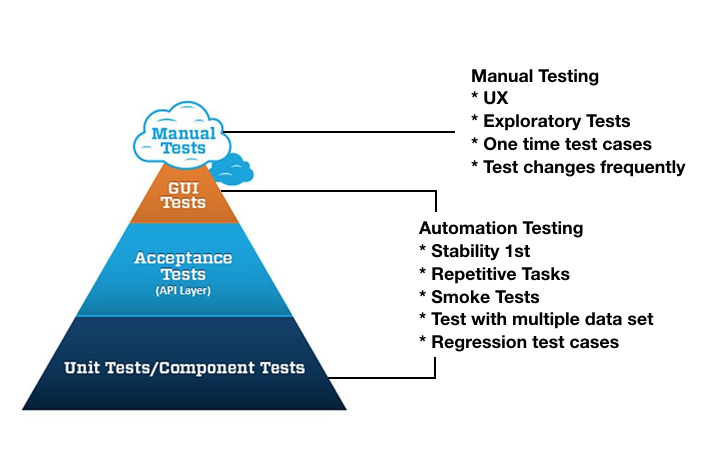 Manual Testing
* UX
* Exploratory Tests
* One time test cases
* Test changes frequently
Manual
Tests
GUI
Tests
Acceptance
Tests
(API Layer)
Unit Tests/Component Tests
Automation Testing
* Stability 1st
* Repetitive Tasks
* Smoke Tests
* Test with multiple data set
* Regression test cases